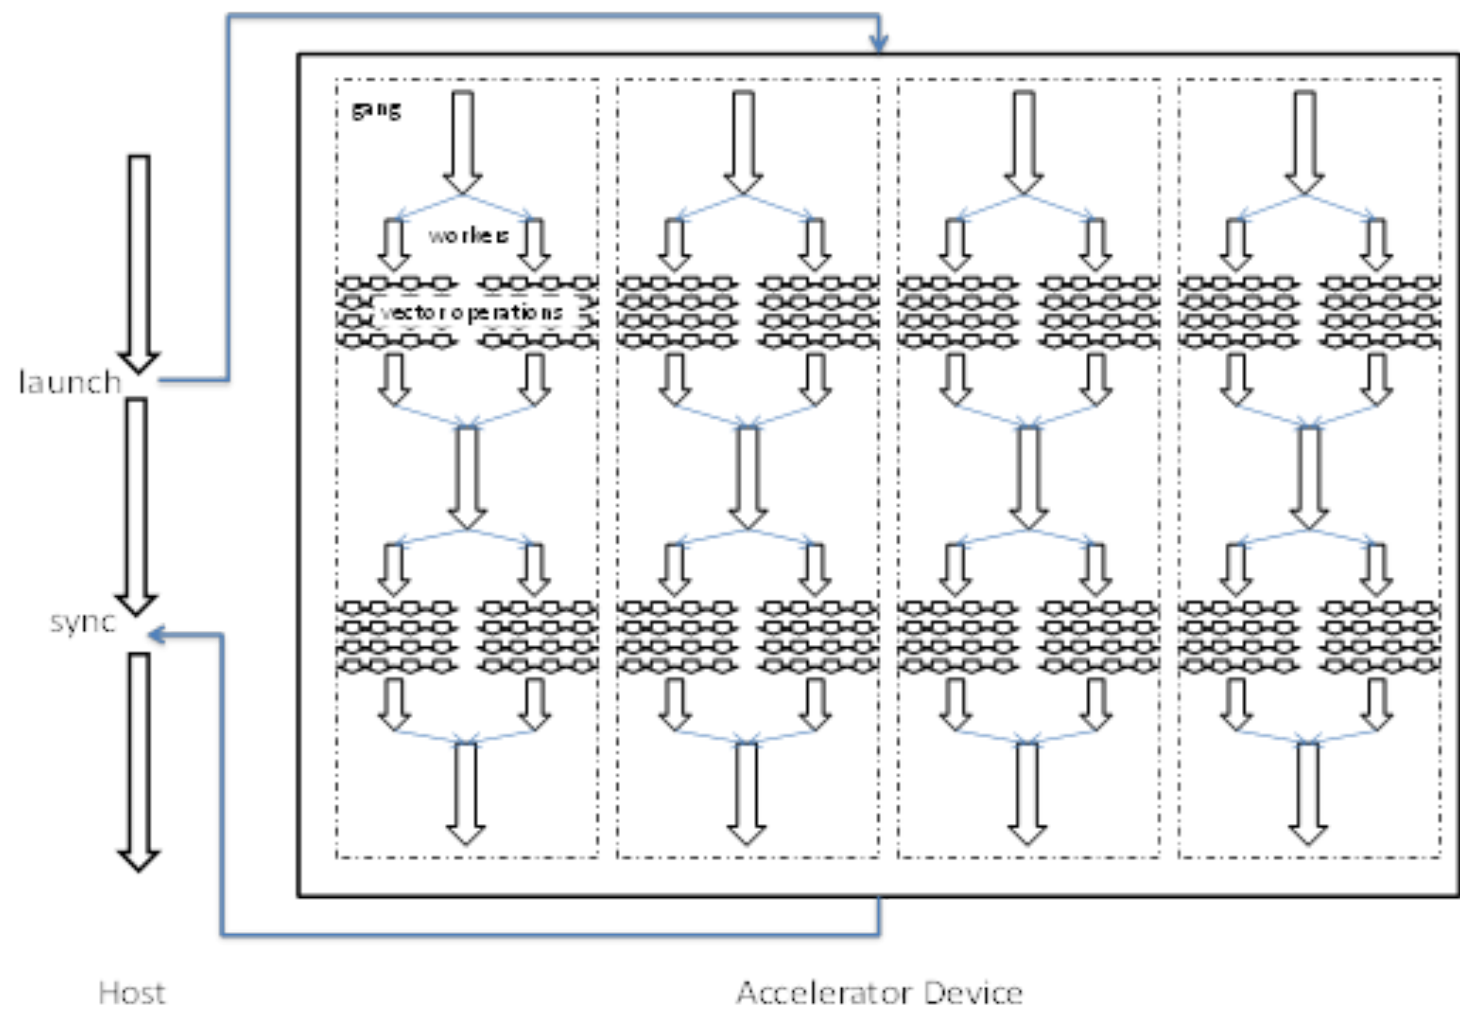 gang
workers
vector operations
launch
sync
Host
Accelerator Device